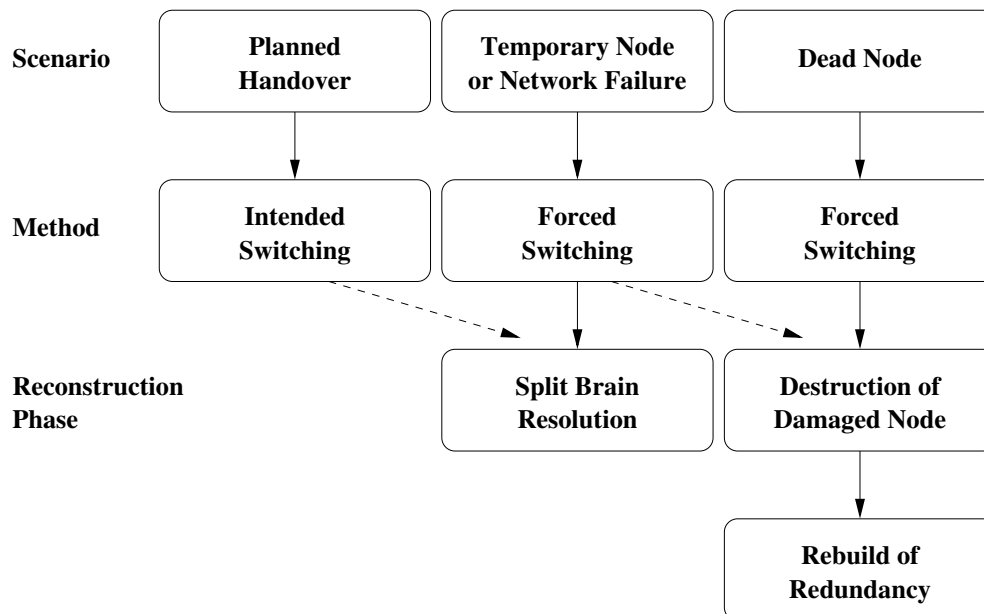 Scenario
Planned
Handover
Temporary Node
or Network Failure
Dead Node
Method
Intended
Switching
Forced
Switching
Forced
Switching
Reconstruction
Phase
Split Brain
Resolution
Destruction of
Damaged Node
Rebuild of
Redundancy